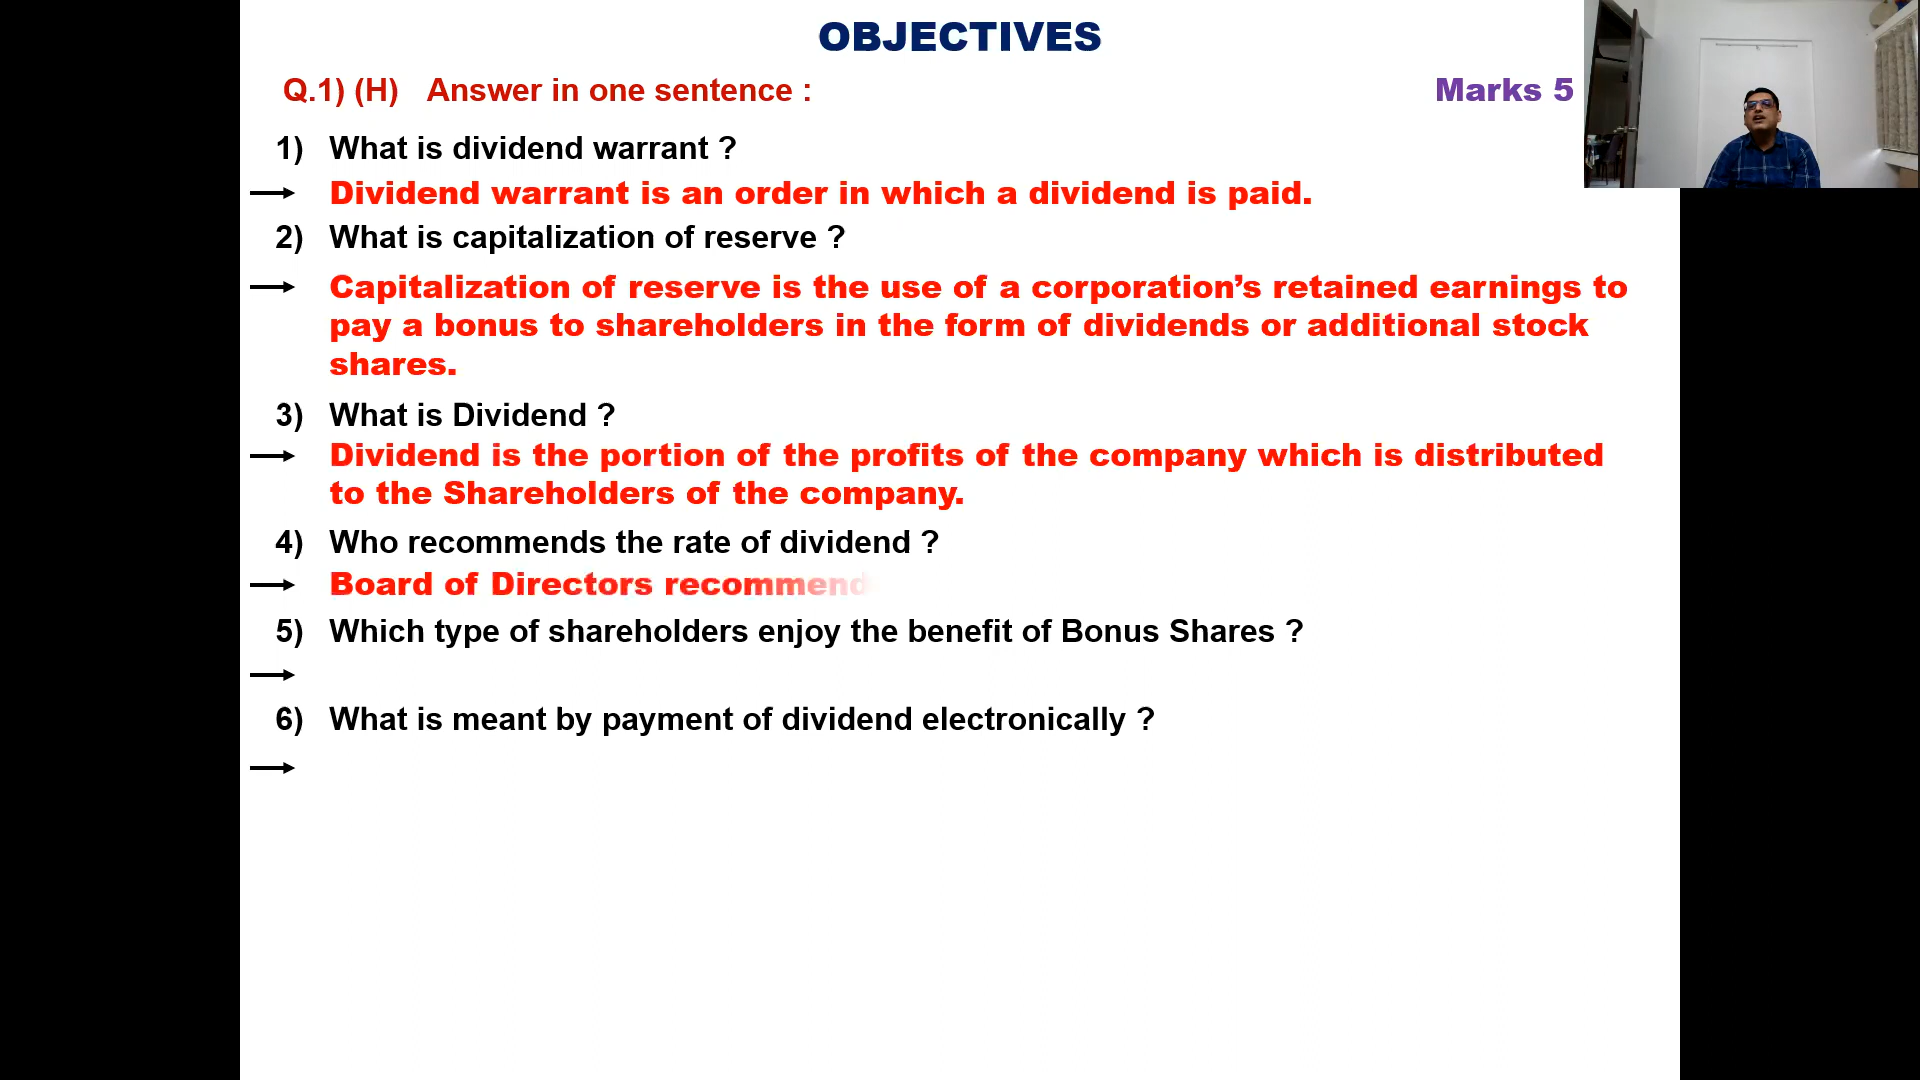 OBJECTIVES
Q.1) (H) Answer in one sentence : Marks 5
1) What is dividend warrant ?
Dividend warrant is an order in which a dividend is paid.
2) What is capitalization of reserve ?
Capitalization of reserve is the use of a corporation’s retained earnings to
pay a bonus to shareholders in the form of dividends or additional stock
shares.
3) What is Dividend ?
Dividend is the portion of the profits of the company which is distributed
to the Shareholders of the company.
4) Who recommends the rate of dividend ?
Board of Directors recommend
5) Which type of shareholders enjoy the benefit of Bonus Shares ?
6) What is meant by payment of dividend electronically ?